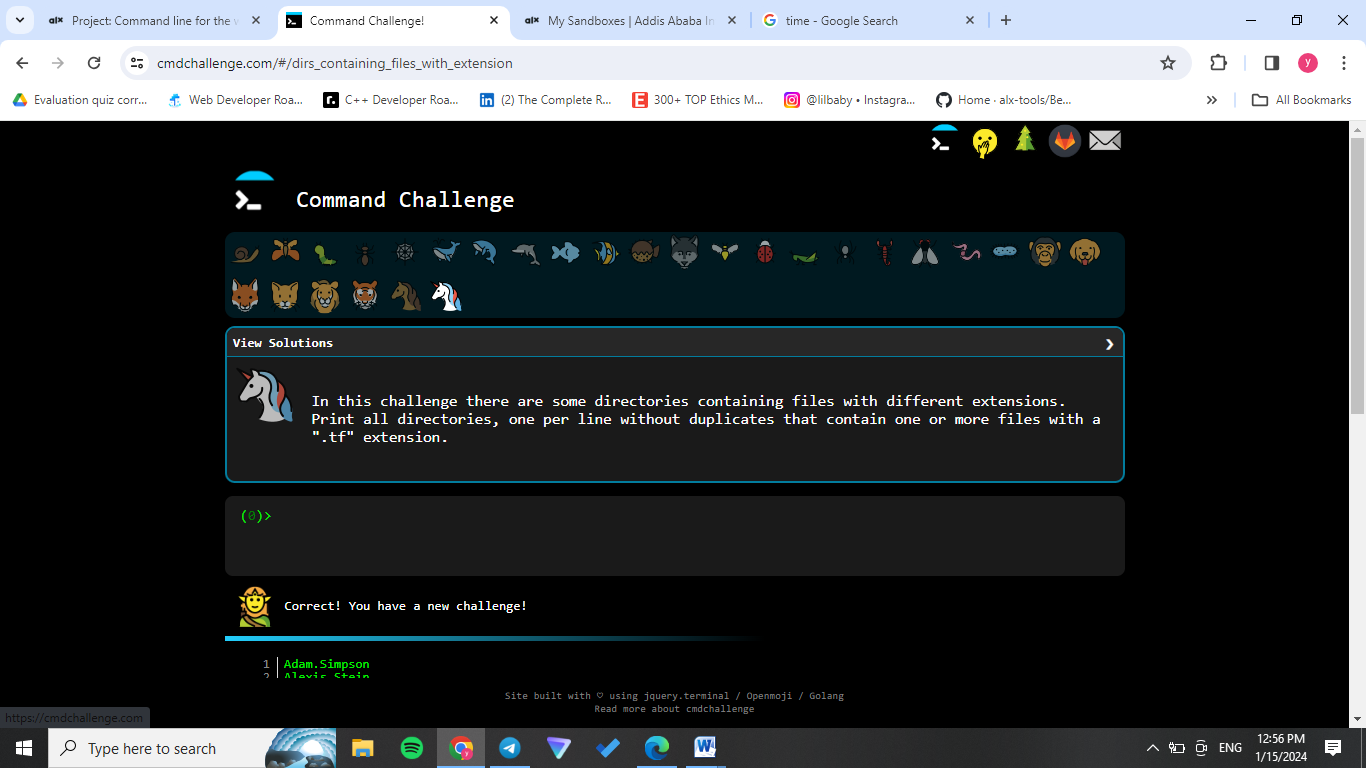 alx Project: Command line for the w
Command Challenge!
alx My Sandboxes | Addis Ababa In
time - Google Search
cmdchallenge.com/#/dirs_containing_files_with_extension
y
Evaluation quiz corr...
Web Developer Roa...
C++ Developer Roa...
(2) The Complete R...
300+ TOP Ethics M...
@lilbaby • Instagra...
Home · alx-tools/Be...
All Bookmarks
Command Challenge
View Solutions
In this challenge there are some directories containing files with different extensions.
Print all directories, one per line without duplicates that contain one or more files with a
".tf" extension.
(0)>
Correct! You have a new challenge!
1 Adam.Simpson
2 Alexis.Stein
Site built with ♡ using jquery.terminal / Openmoji / Golang
Read more about cmdchallenge
https://cmdchallenge.com
Type here to search
ENG
12:56 PM
1/15/2024